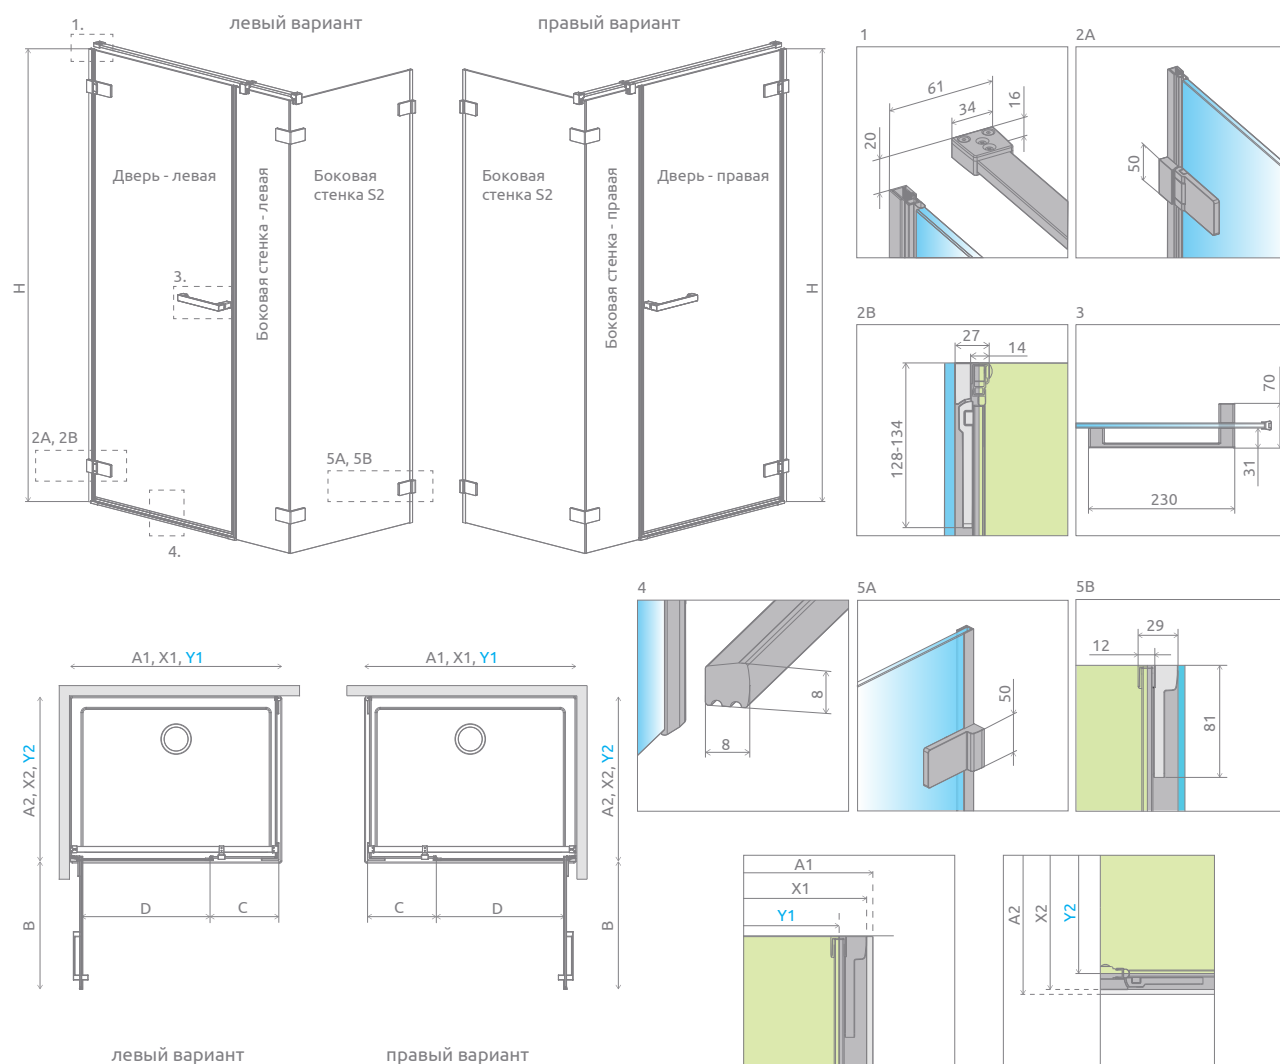 левый вариант
правый вариант
1.
H
Дверь - левая
Боковая стенка - левая
Боковая
стенка S2
3.
2A, 2B
5A, 5B
4.
Боковая
стенка S2
Боковая стенка - правая
Дверь - правая
H
1
61
34
16
20
2A
50
2B
27
14
128-134
3
70
31
230
4
8
8
5A
50
5B
29
12
81
A1, X1, Y1
A2, X2, Y2
B
D
C
A1, X1, Y1
A2, X2, Y2
B
C
D
левый вариант
правый вариант
A1
X1
Y1
A2
X2
Y2